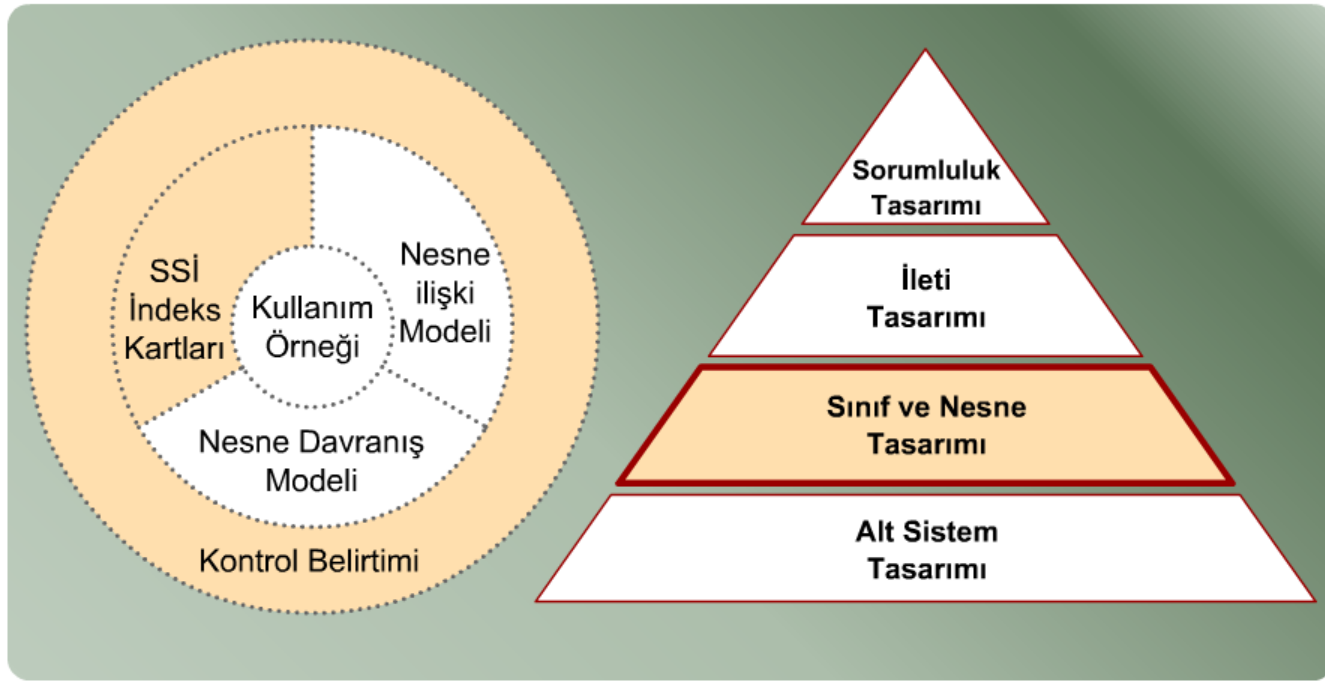 SSİ
İndeks
Kartları
Kullanım
Örneği
Nesne
ilişki
Modeli
Nesne Davranış
Modeli
Kontrol Belirtimi
Sorumluluk
Tasarımı
İleti
Tasarımı
Sınıf ve Nesne
Tasarımı
Alt Sistem
Tasarımı